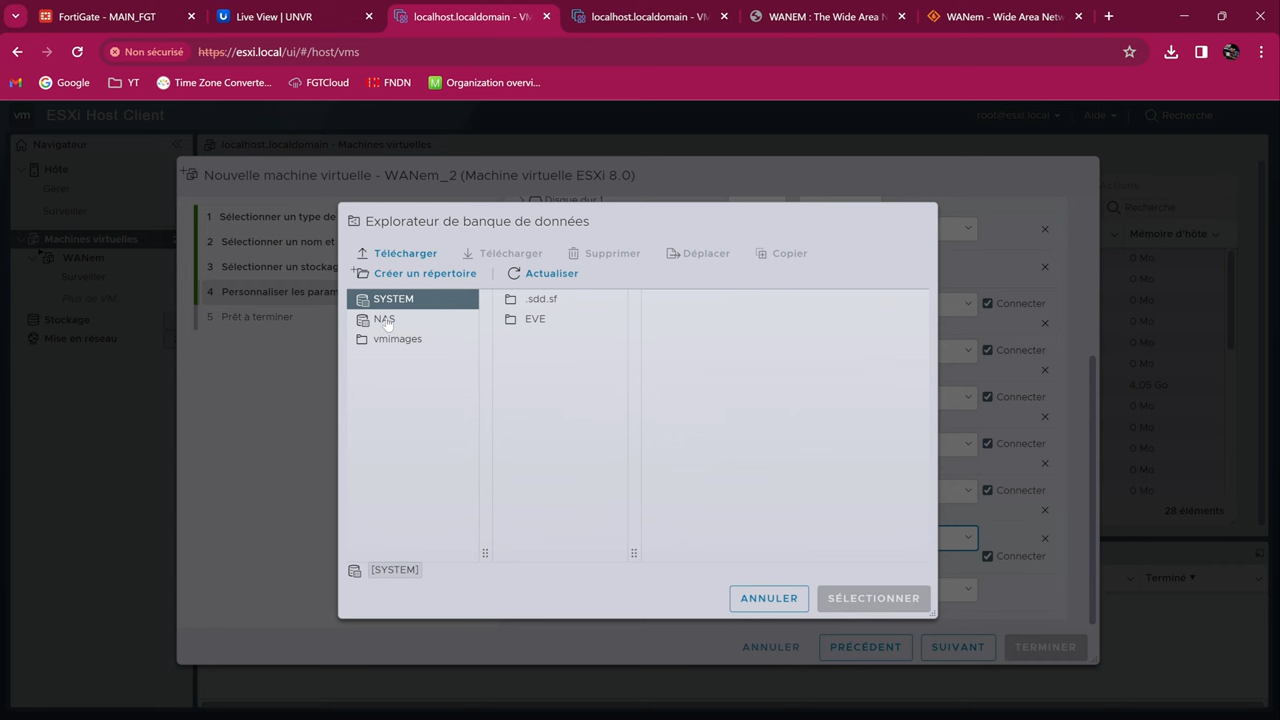 FortiGate - MAIN_FGT
Live View | UNVR
localhost.localdomain - VM
localhost.localdomain - VM
WANEM : The Wide Area N
WANem - Wide Area Netw
Non sécurisé
https://esxi.local/ui/#/host/vms
Google
YT
Time Zone Converte...
FGTCloud
FNDN
Organization overvi...
vm
ESXi Host Client
root@esxi.local
Aide
Recherche
Navigateur
localhost.localdomain - Machines virtuelles
Hôte
Gérer
Surveiller
Machines virtuelles
WANem
Surveiller
Plus de VM...
Stockage
Mise en réseau
Nouvelle machine virtuelle - WANem_2 (Machine virtuelle ESXi 8.0)
1 Sélectionner un type de
2 Sélectionner un nom et
3 Sélectionner un stockag
4 Personnaliser les param
5 Prêt à terminer
Disque dur 1
Explorateur de banque de données
Télécharger
Télécharger
Supprimer
Déplacer
Copier
Créer un répertoire
Actualiser
SYSTEM
NAS
vmimages
.sdd.sf
EVE
[SYSTEM]
ANNULER
SÉLECTIONNER
Connecter
Connecter
Connecter
Connecter
Connecter
Connecter
ANNULER
PRÉCÉDENT
SUIVANT
TERMINER
Actions
Recherche
Mémoire d'hôte
0 Mo
0 Mo
0 Mo
0 Mo
0 Mo
0 Mo
4,05 Go
0 Mo
0 Mo
0 Mo
0 Mo
0 Mo
28 éléments
Terminé